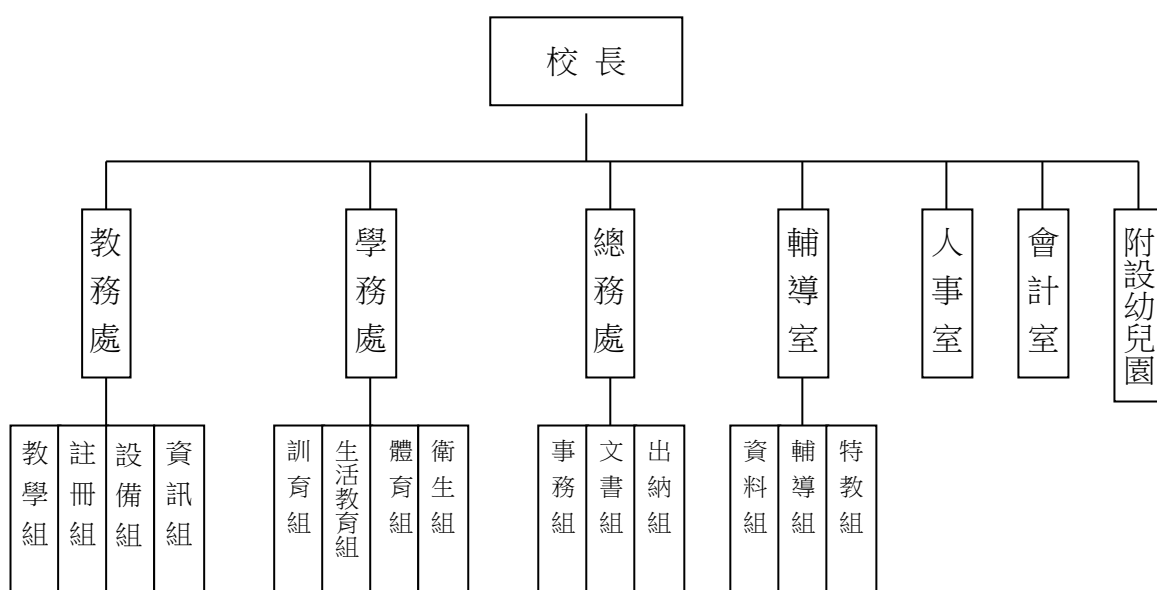 校長
教務處
學務處
總務處
輔導室
人事室
會計室
附設幼兒園
教學組
註冊組
設備組
資訊組
訓育組
生活教育組
體育組
衛生組
事務組
文書組
出納組
資料組
輔導組
特教組